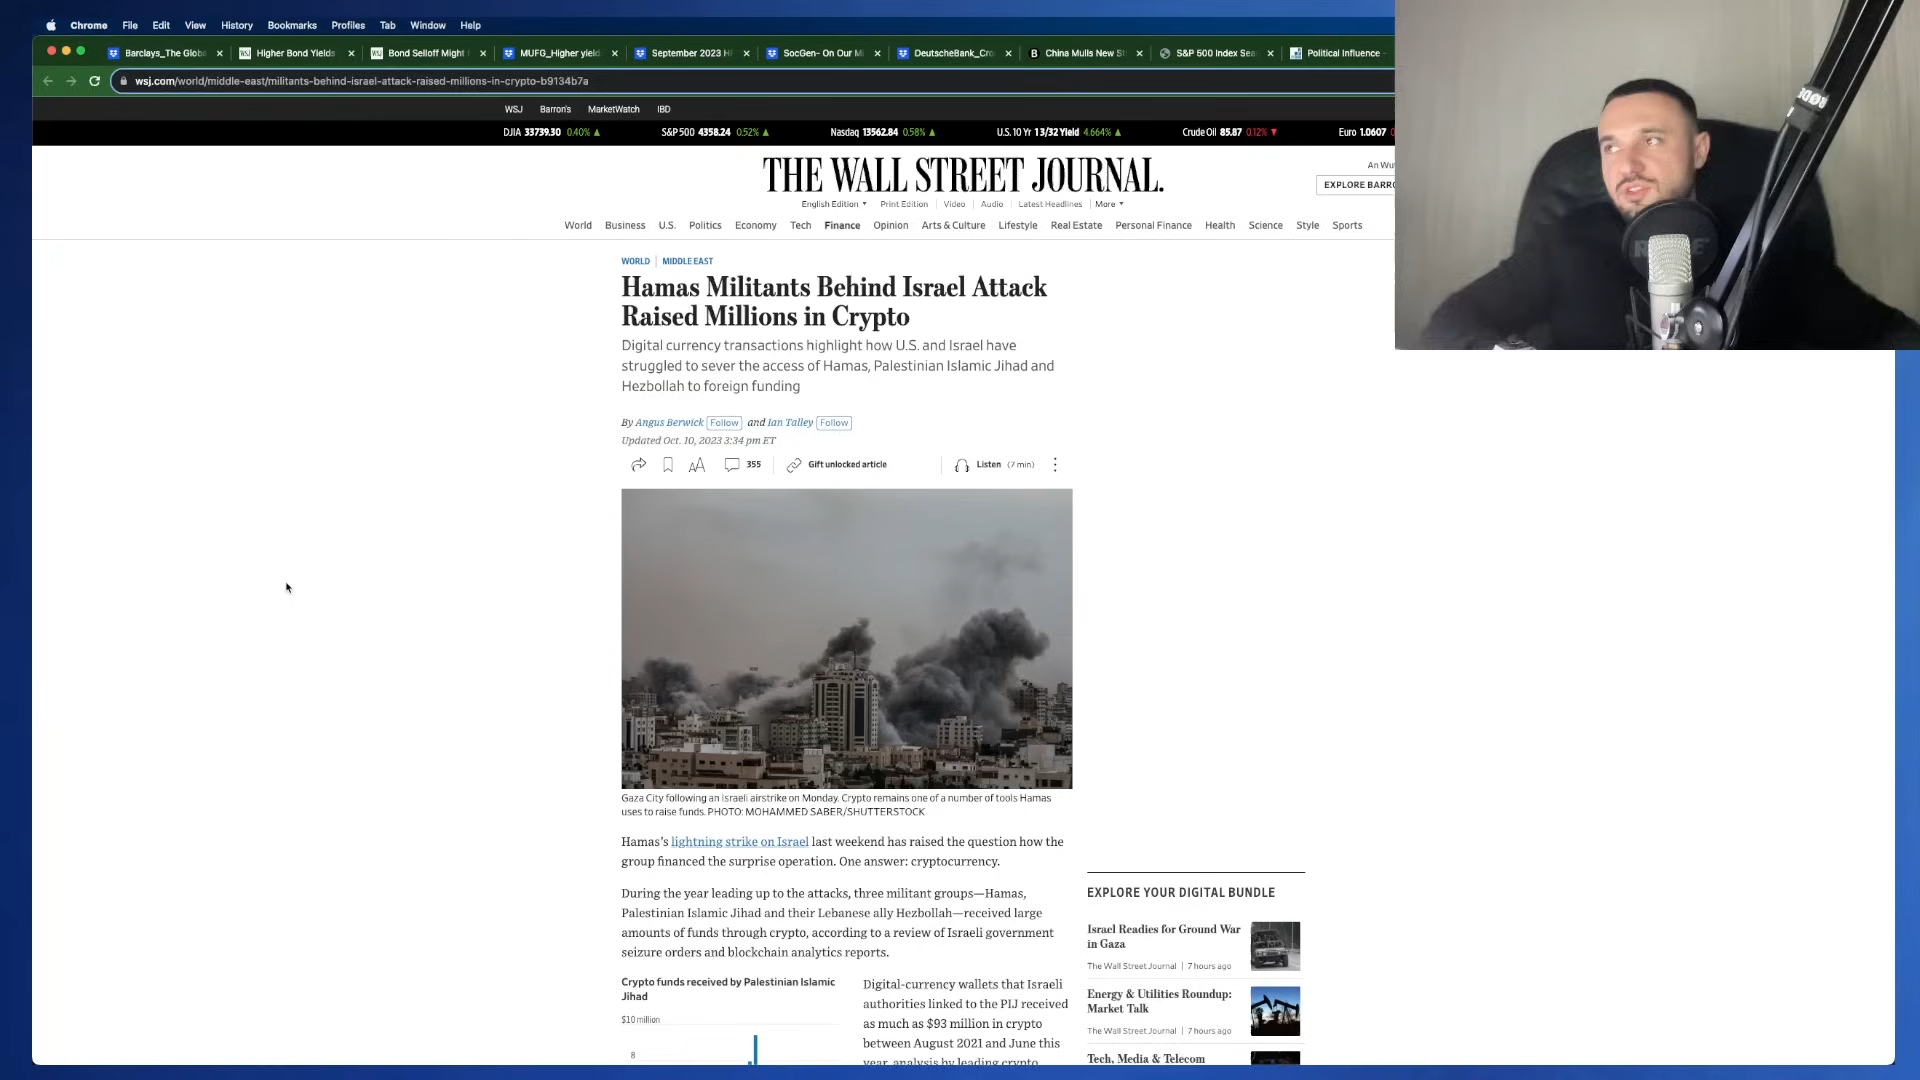 Chrome File Edit View History Bookmarks Profiles Tab Window Help
Barclays_The Globa Higher Bond Yields Bond Selloff Might MUFG_Higher yield September 2023 SocGen- On Our M DeutscheBank_Cro China Mulls New S S&P 500 Index Sea Political Influence
wsj.com/world/middle-east/militants-behind-israel-attack-raised-millions-in-crypto-b9134b7a
WSJ Barron's MarketWatch IBD
DJIA 33739.30 0.40% ▲ S&P 500 4358.24 0.52% ▲ Nasdaq 13562.84 0.58% ▲ U.S. 10 Yr 13/32 Yield 4.664% ▲ Crude Oil 85.87 0.12% ▼ Euro 1.0607
THE WALL STREET JOURNAL.
EXPLORE BARRO
English Edition Print Edition Video Audio Latest Headlines More
World Business U.S. Politics Economy Tech Finance Opinion Arts & Culture Lifestyle Real Estate Personal Finance Health Science Style Sports
RØDE
WORLD MIDDLE EAST
Hamas Militants Behind Israel Attack
Raised Millions in Crypto
Digital currency transactions highlight how U.S. and Israel have
struggled to sever the access of Hamas, Palestinian Islamic Jihad and
Hezbollah to foreign funding
By Angus Berwick Follow and Ian Talley Follow
Updated Oct. 10, 2023 3:34 pm ET
AA 355 Gift unlocked article Listen (7 min)
Gaza City following an Israeli airstrike on Monday. Crypto remains one of a number of tools Hamas
uses to raise funds. PHOTO: MOHAMMED SABER/SHUTTERSTOCK
Hamas's lightning strike on Israel last weekend has raised the question how the
group financed the surprise operation. One answer: cryptocurrency.
During the year leading up to the attacks, three militant groups—Hamas,
Palestinian Islamic Jihad and their Lebanese ally Hezbollah—received large
amounts of funds through crypto, according to a review of Israeli government
seizure orders and blockchain analytics reports.
Crypto funds received by Palestinian Islamic
Jihad
$10 million
8
Digital-currency wallets that Israeli
authorities linked to the PIJ received
as much as $93 million in crypto
between August 2021 and June this
year, analysis by leading crypto
EXPLORE YOUR DIGITAL BUNDLE
Israel Readies for Ground War
in Gaza
The Wall Street Journal | 7 hours ago
Energy & Utilities Roundup:
Market Talk
The Wall Street Journal | 7 hours ago
Tech, Media & Telecom